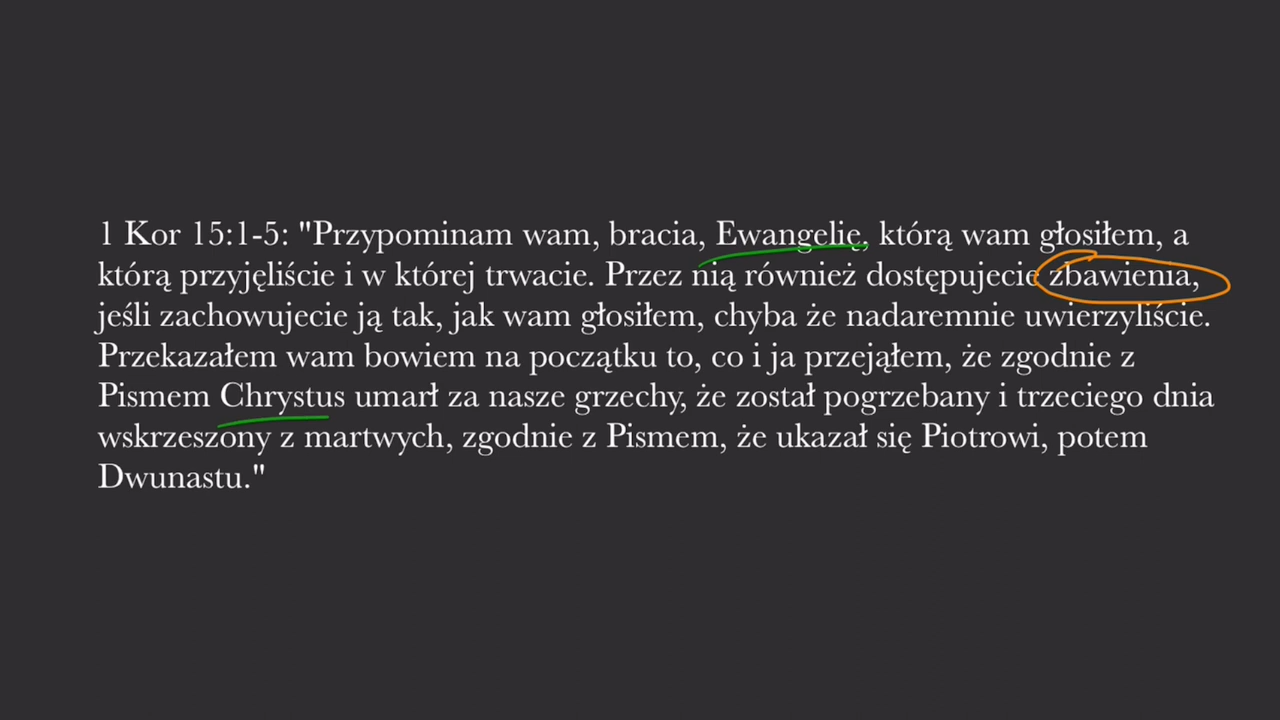 1 Kor 15:1-5: "Przypominam wam, bracia, Ewangelię, którą wam głosiłem, a
którą przyjęliście i w której trwacie. Przez nią również dostępujecie zbawienia,
jeśli zachowujecie ją tak, jak wam głosiłem, chyba że nadaremnie uwierzyliście.
Przekazałem wam bowiem na początku to, co i ja przejąłem, że zgodnie z
Pismem Chrystus umarł za nasze grzechy, że został pogrzebany i trzeciego dnia
wskrzeszony z martwych, zgodnie z Pismem, że ukazał się Piotrowi, potem
Dwunastu."